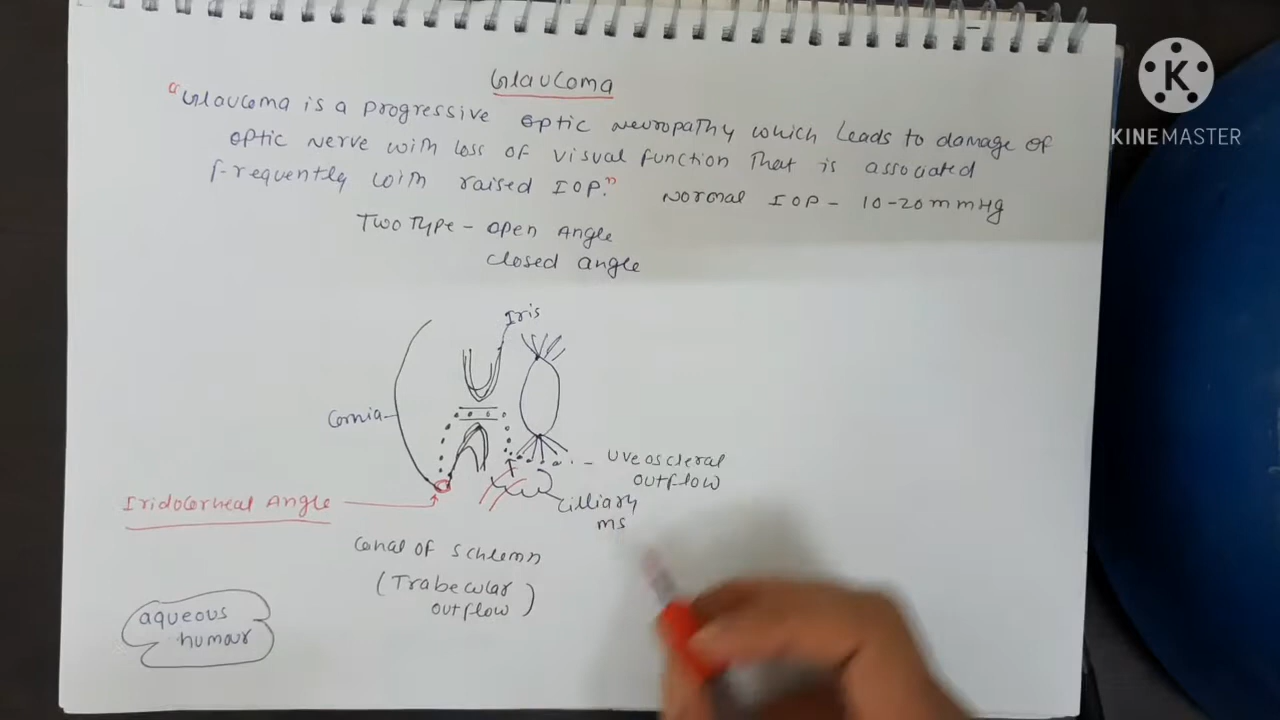 Glaucoma
"Glaucoma is a progressive optic neuropathy which leads to damage of
optic nerve with loss of visual function that is associated
frequently with raised IOP."
Normal IOP - 10-20 mmHg
Two Type - open Angle
closed angle
Iris
Cornia
uveoscleral
outflow
Iridocorneal Angle
cilliary
ms
Canal of schlemn
(Trabecular
outflow)
aqueous
humour
K
KINEMASTER